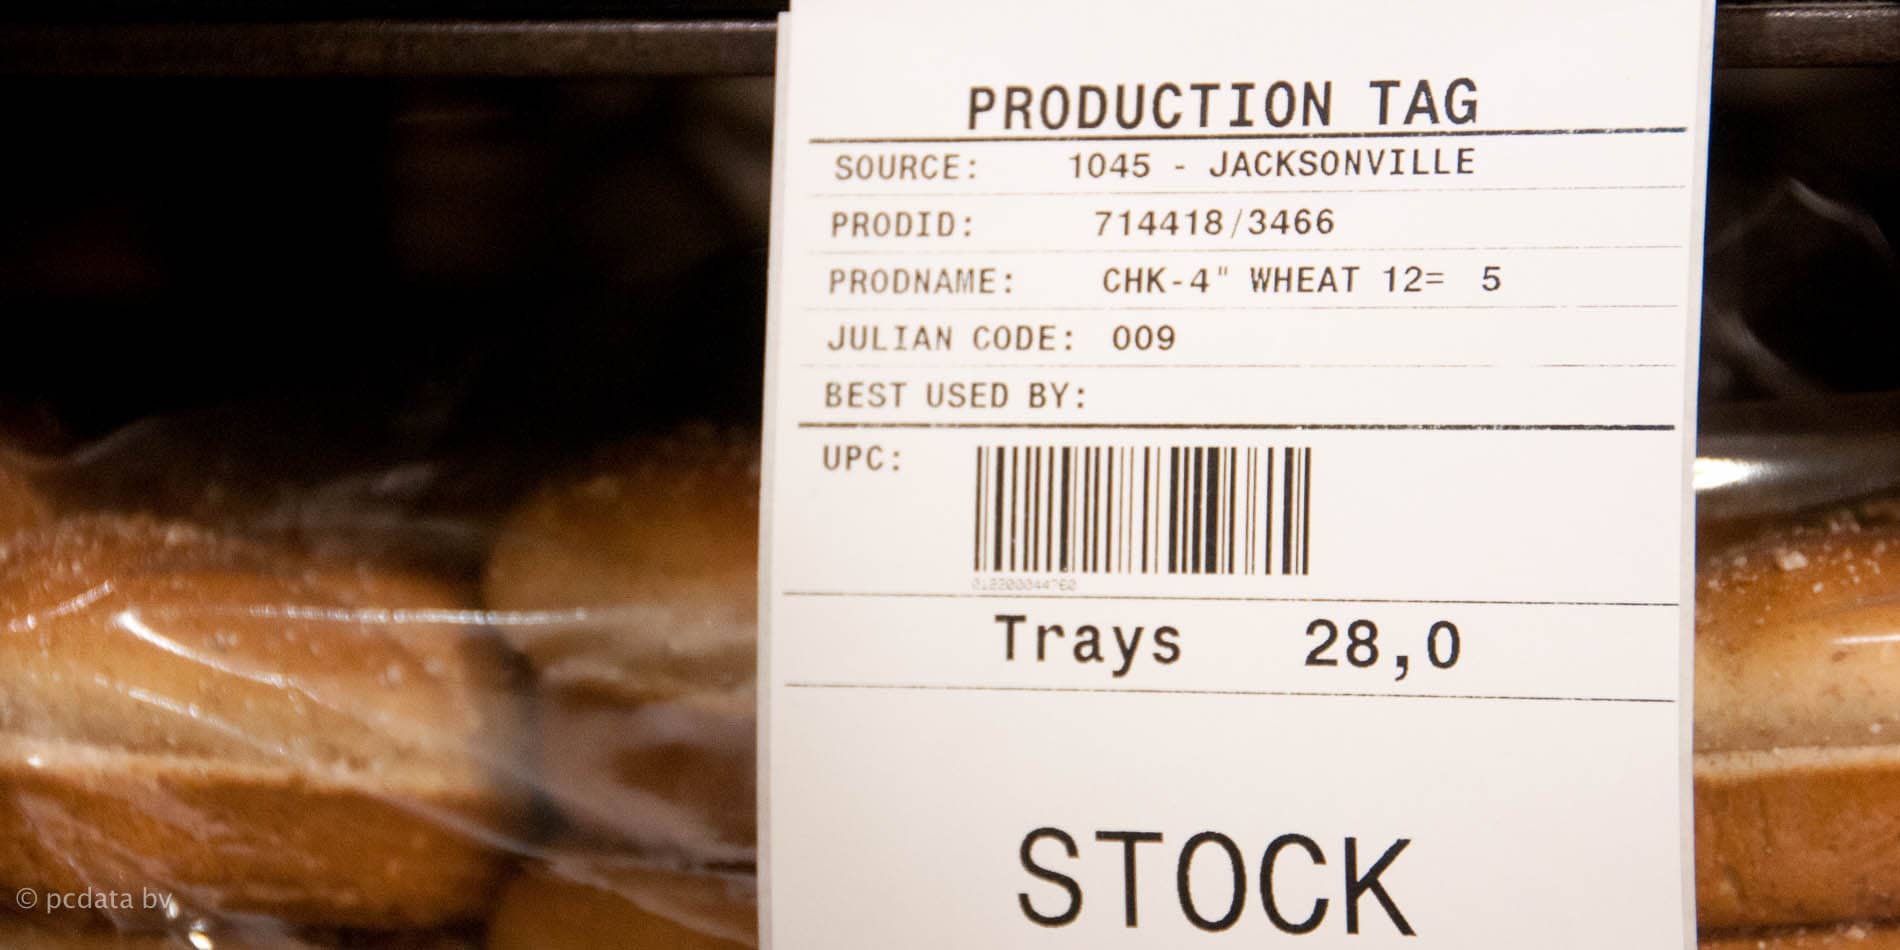 PRODUCTION TAG
SOURCE: 1045 - JACKSONVILLE
PRODID: 714418/3466
PRODNAME: CHK-4" WHEAT 12= 5
JULIAN CODE: 009
BEST USED BY:
UPC:
Trays 28,0
STOCK
© pcdata bv